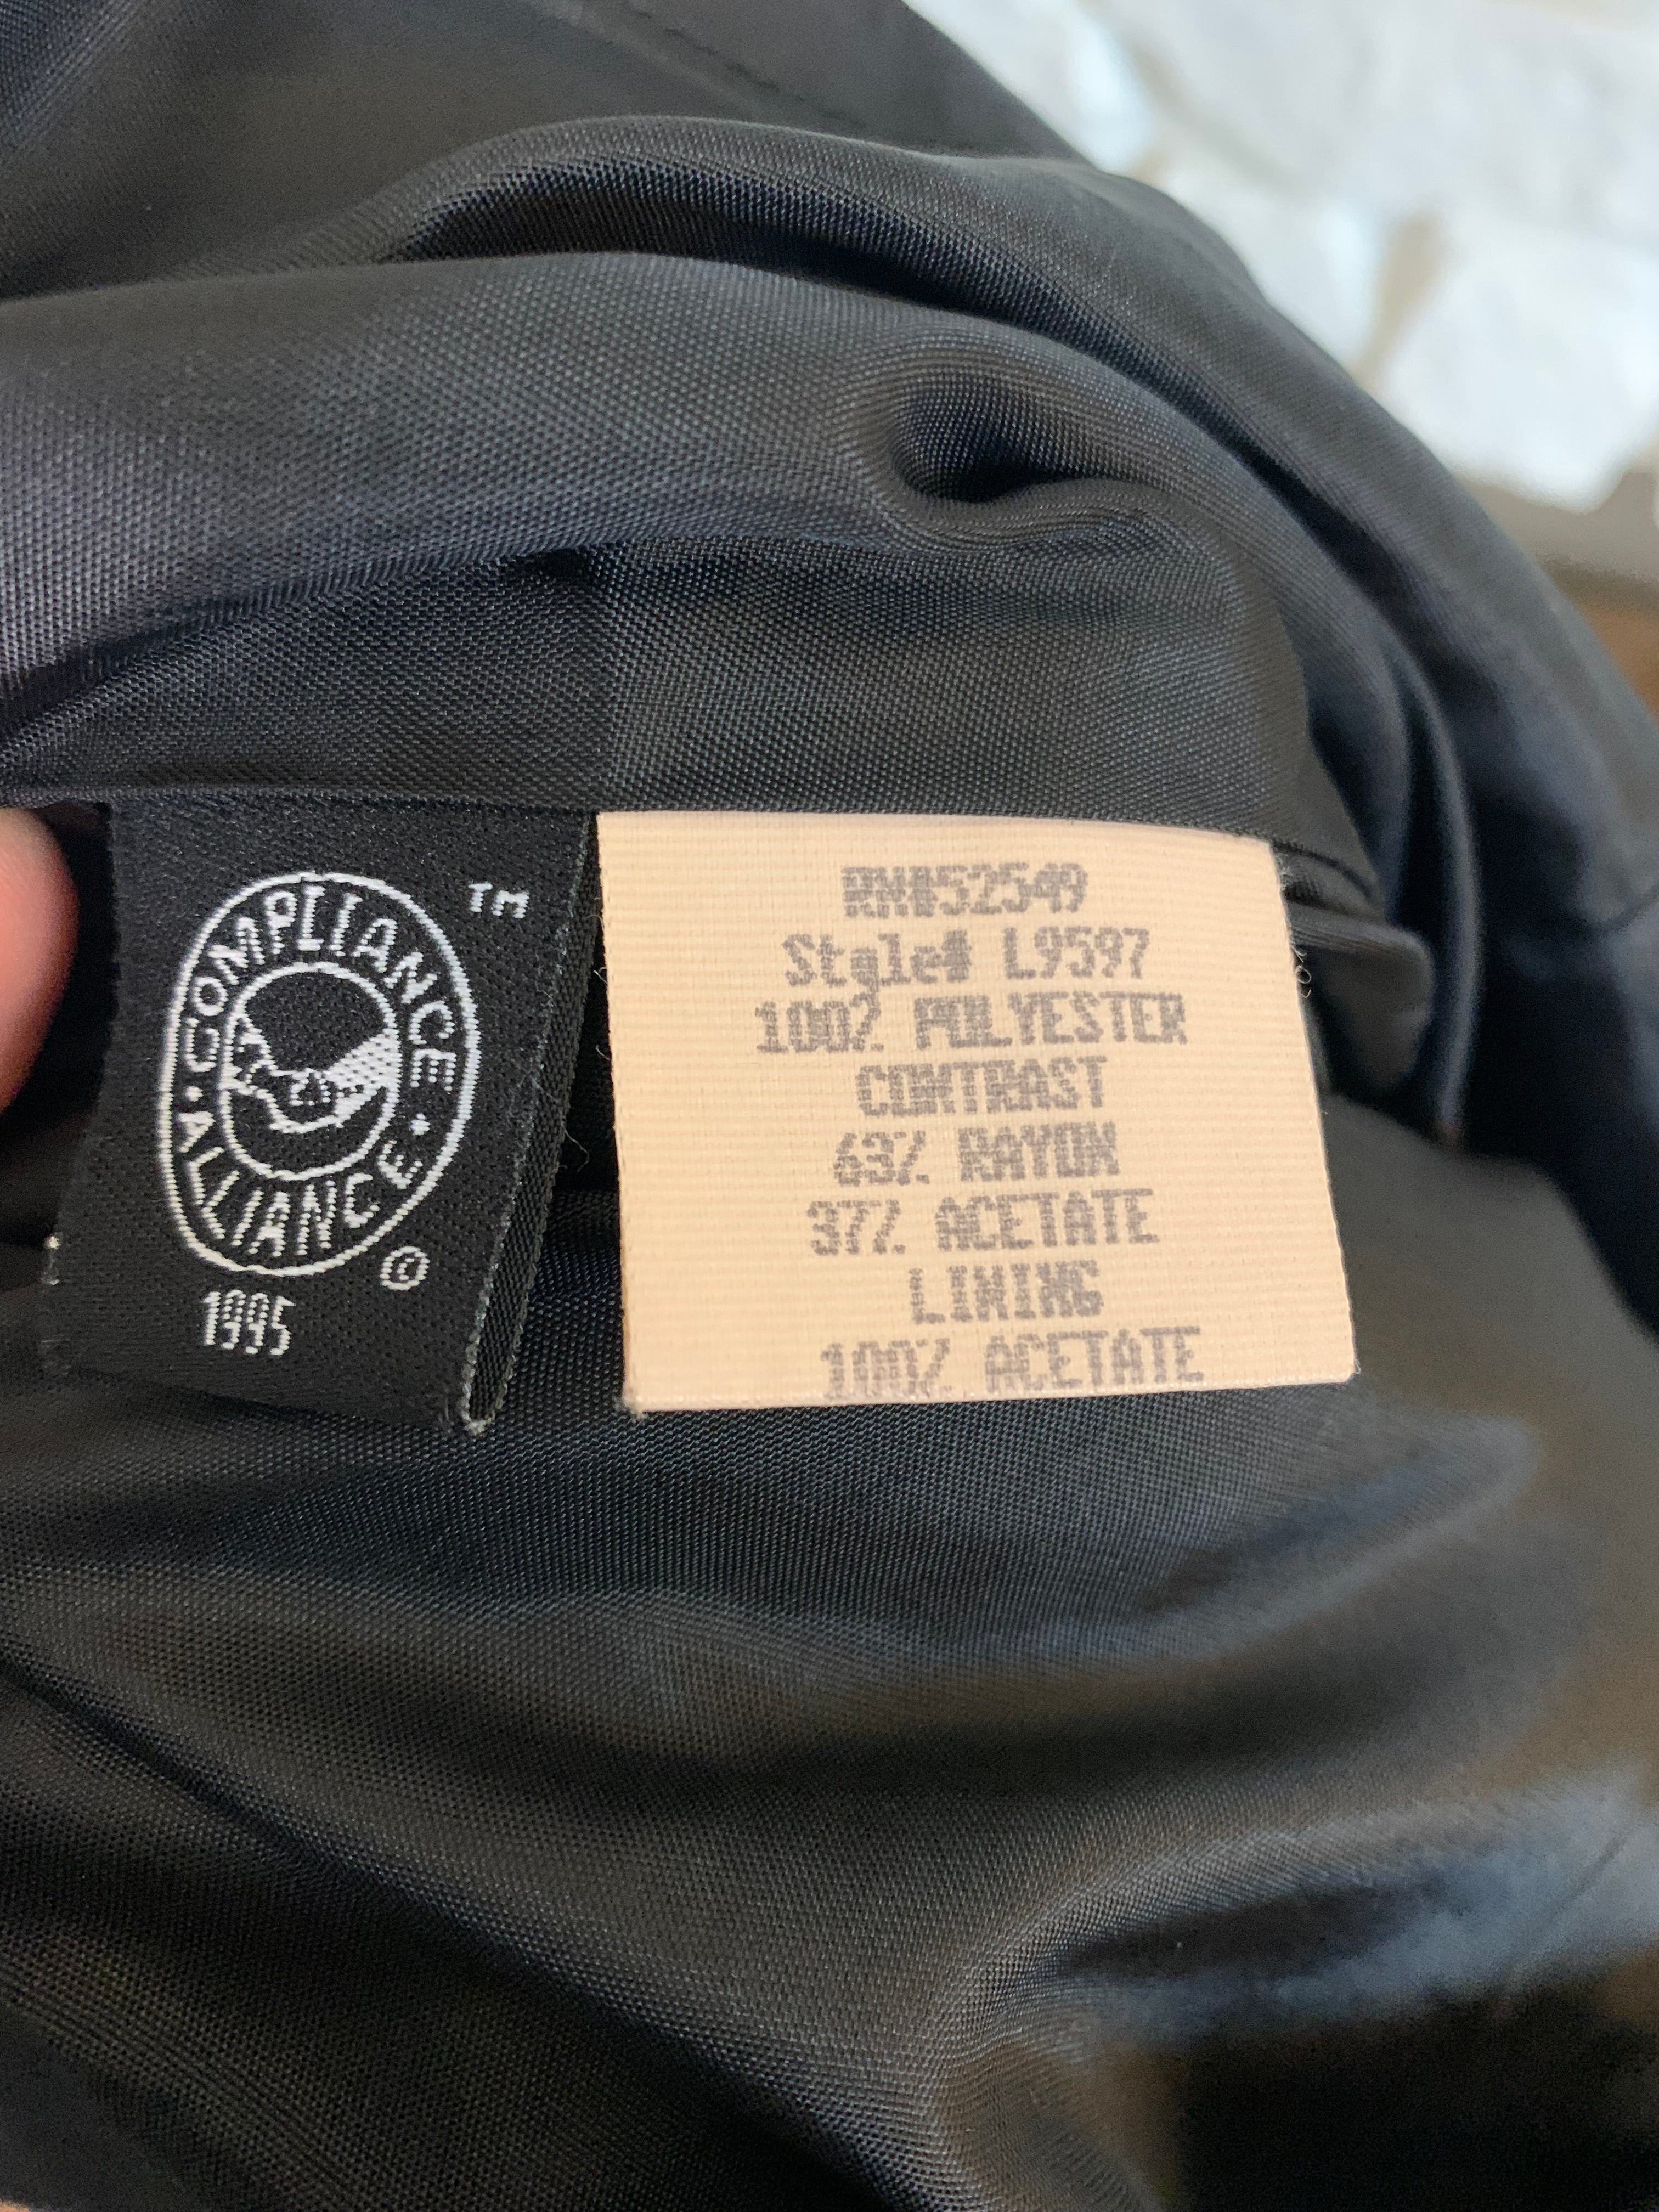 COMPLIANCE
· ALLIANCE ·
TM
©
1995
RN#52549
Style# L9597
100% POLYESTER
CONTRAST
63% RAYON
37% ACETATE
LINING
100% ACETATE